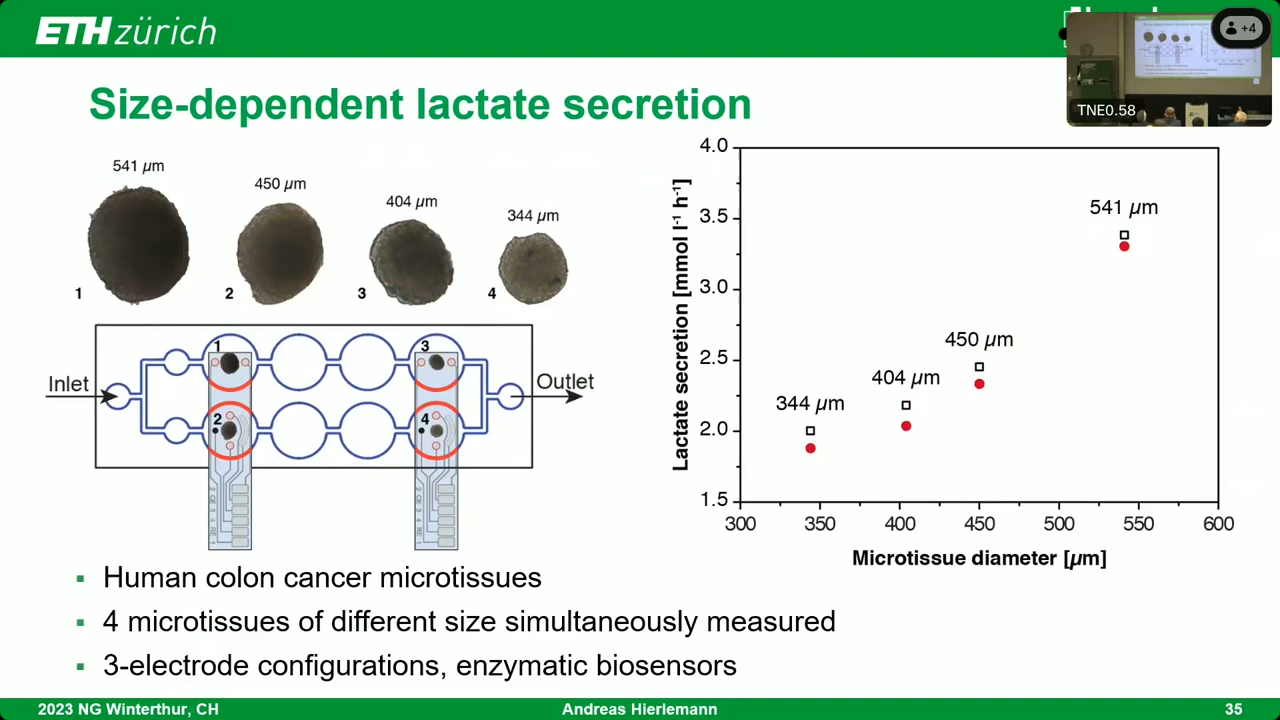 ETH zürich
+4
TNE0.58
Size-dependent lactate secretion
541 µm
450 µm
404 µm
344 µm
1
2
3
4
Inlet
1
3
2
4
Outlet
4.0
3.5
3.0
2.5
2.0
1.5
Lactate secretion [mmol l-1 h-1]
541 µm
450 µm
404 µm
344 µm
300 350 400 450 500 550 600
Microtissue diameter [µm]
▪ Human colon cancer microtissues
▪ 4 microtissues of different size simultaneously measured
▪ 3-electrode configurations, enzymatic biosensors
2023 NG Winterthur, CH
Andreas Hierlemann
35